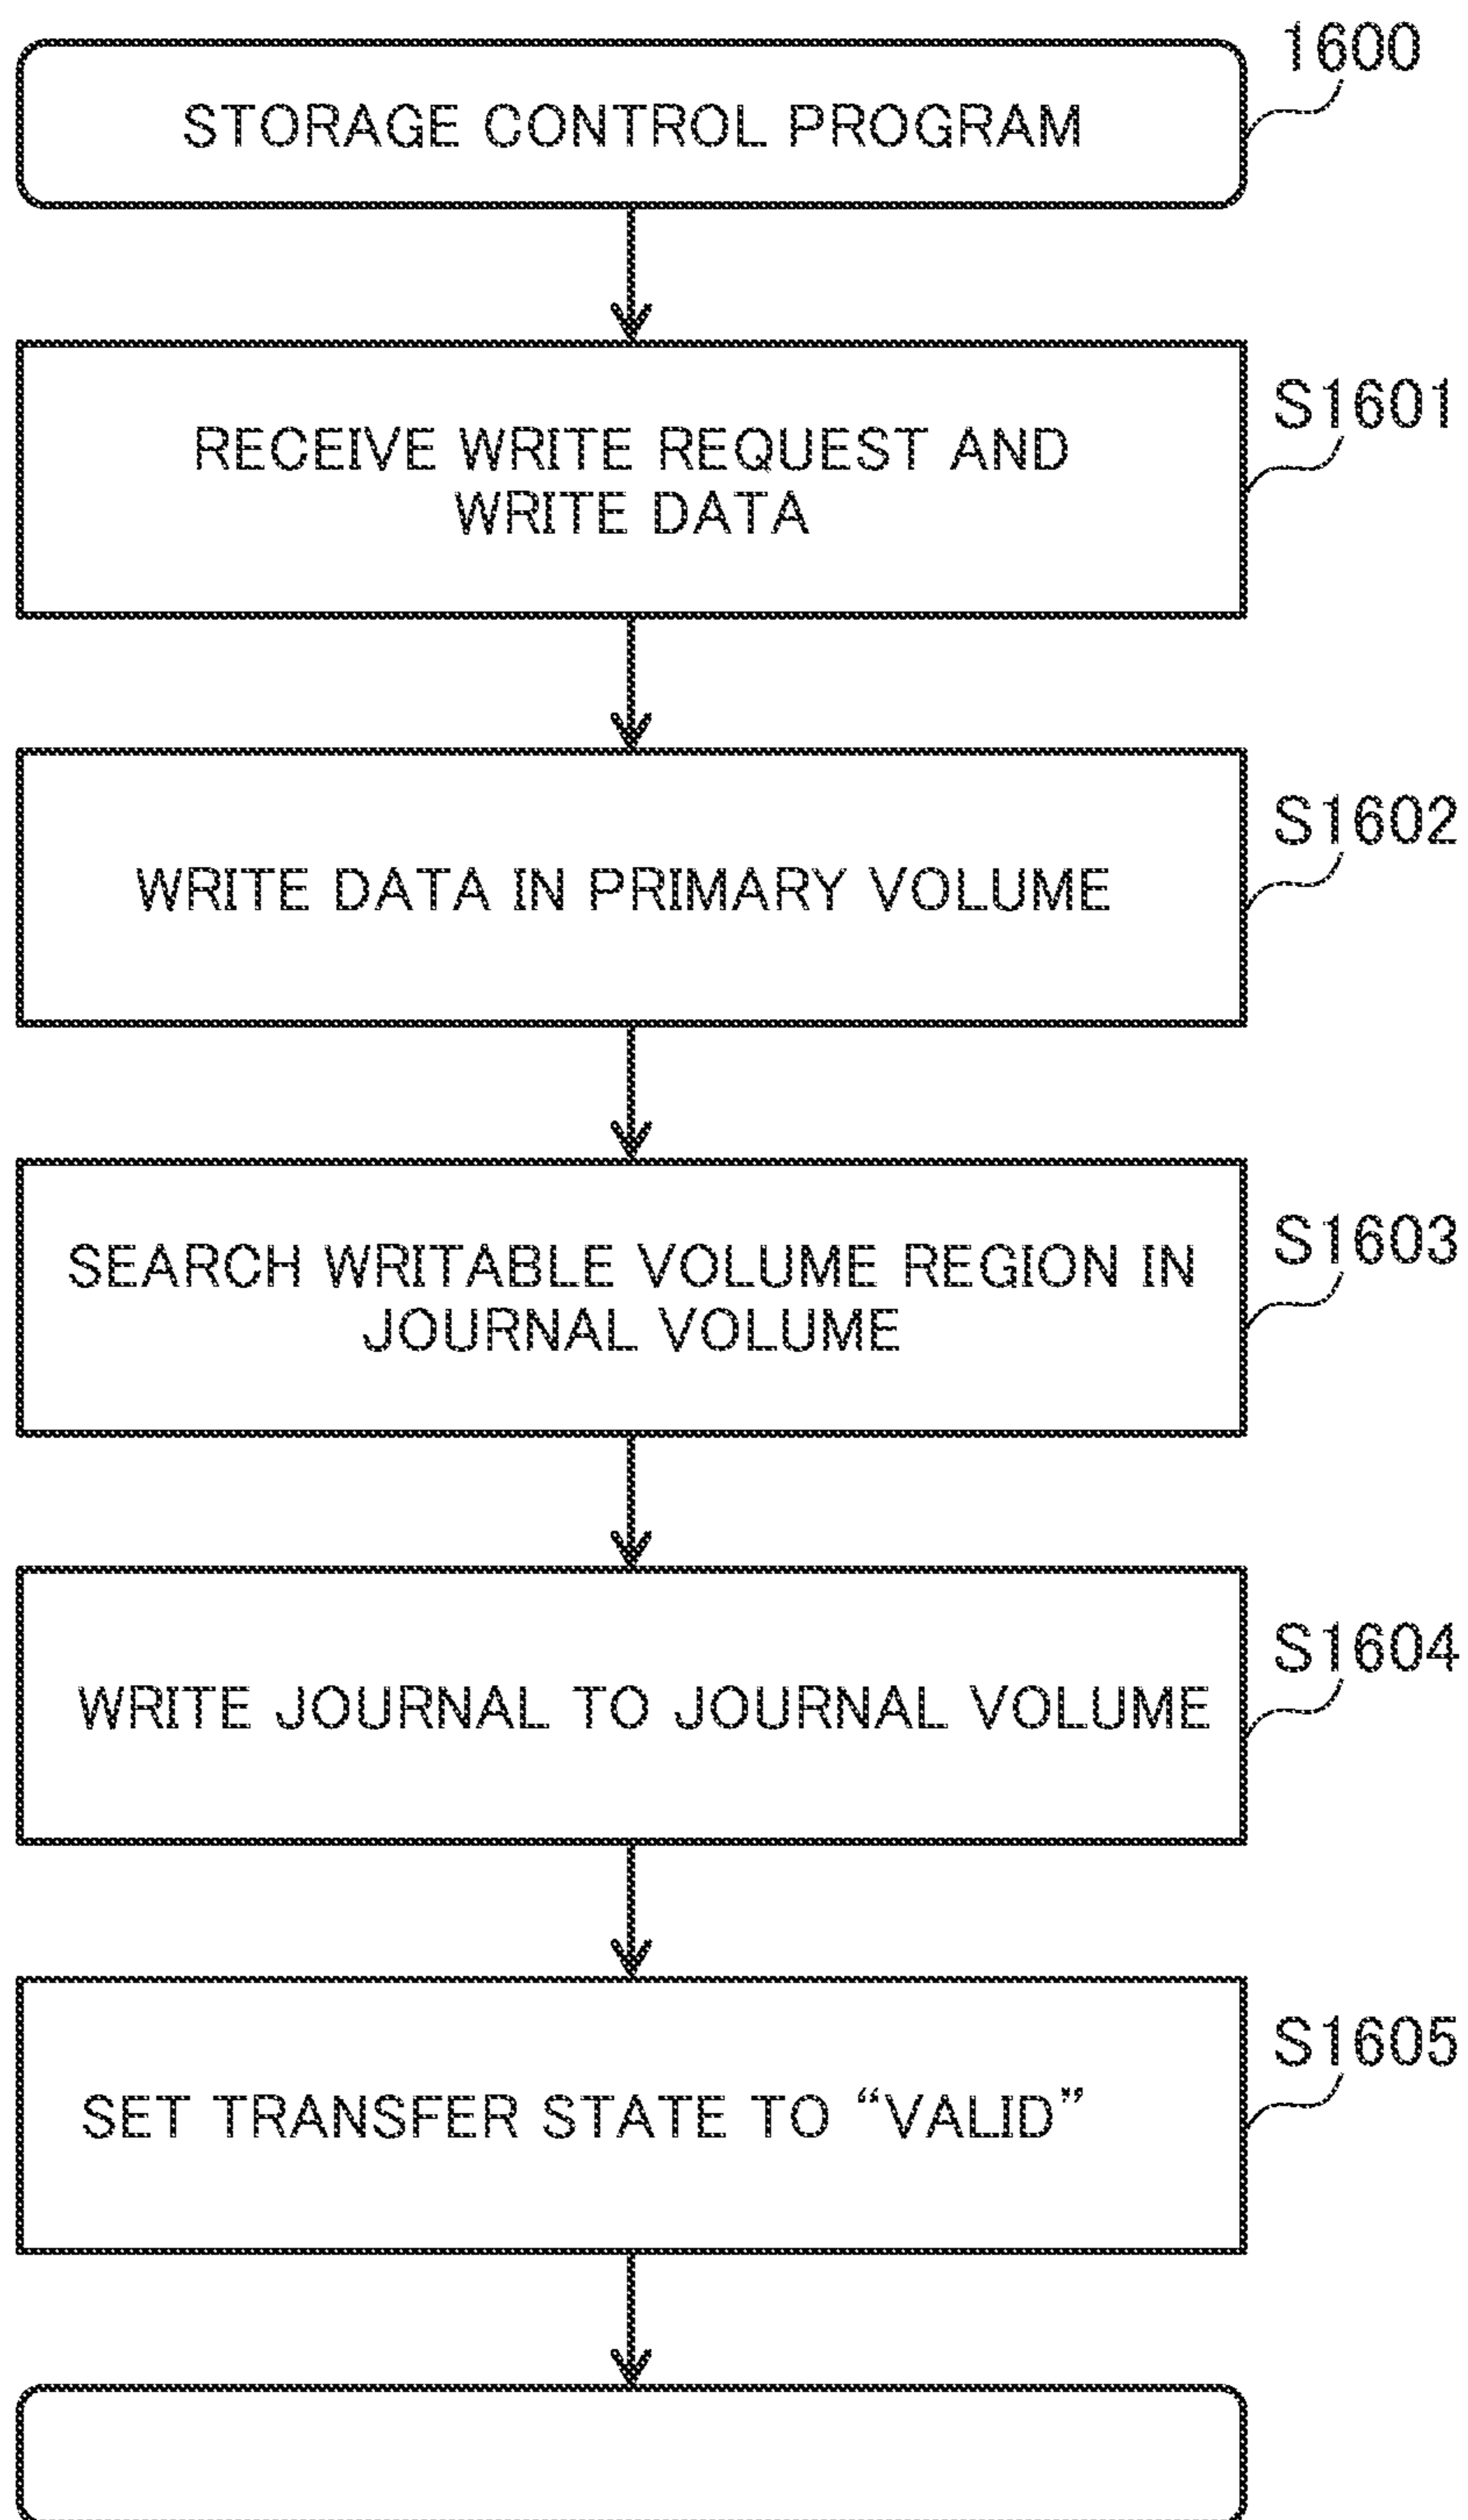 1600
STORAGE CONTROL PROGRAM
S1601
RECEIVE WRITE REQUEST AND
WRITE DATA
S1602
WRITE DATA IN PRIMARY VOLUME
S1603
SEARCH WRITABLE VOLUME REGION IN
JOURNAL VOLUME
S1604
WRITE JOURNAL TO JOURNAL VOLUME
S1605
SET TRANSFER STATE TO “VALID”